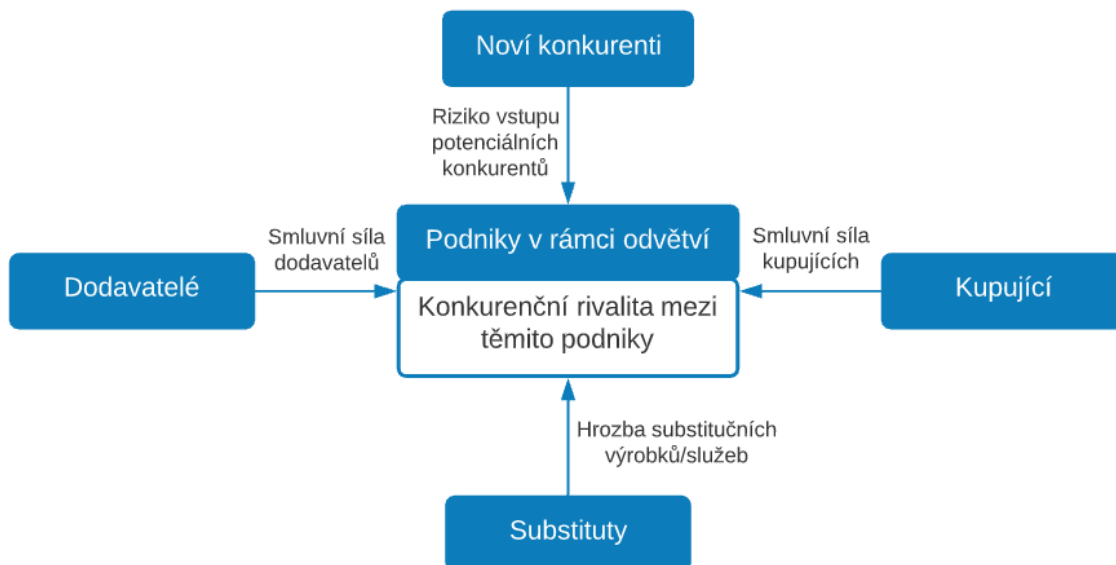 Noví konkurenti
Riziko vstupu
potenciálních
konkurentů
Podniky v rámci odvětví
Smluvní síla
dodavatelů
Smluvní síla
kupujících
Dodavatelé
Konkurenční rivalita mezi
těmito podniky
Kupující
Hrozba substitučních
výrobků/služeb
Substituty